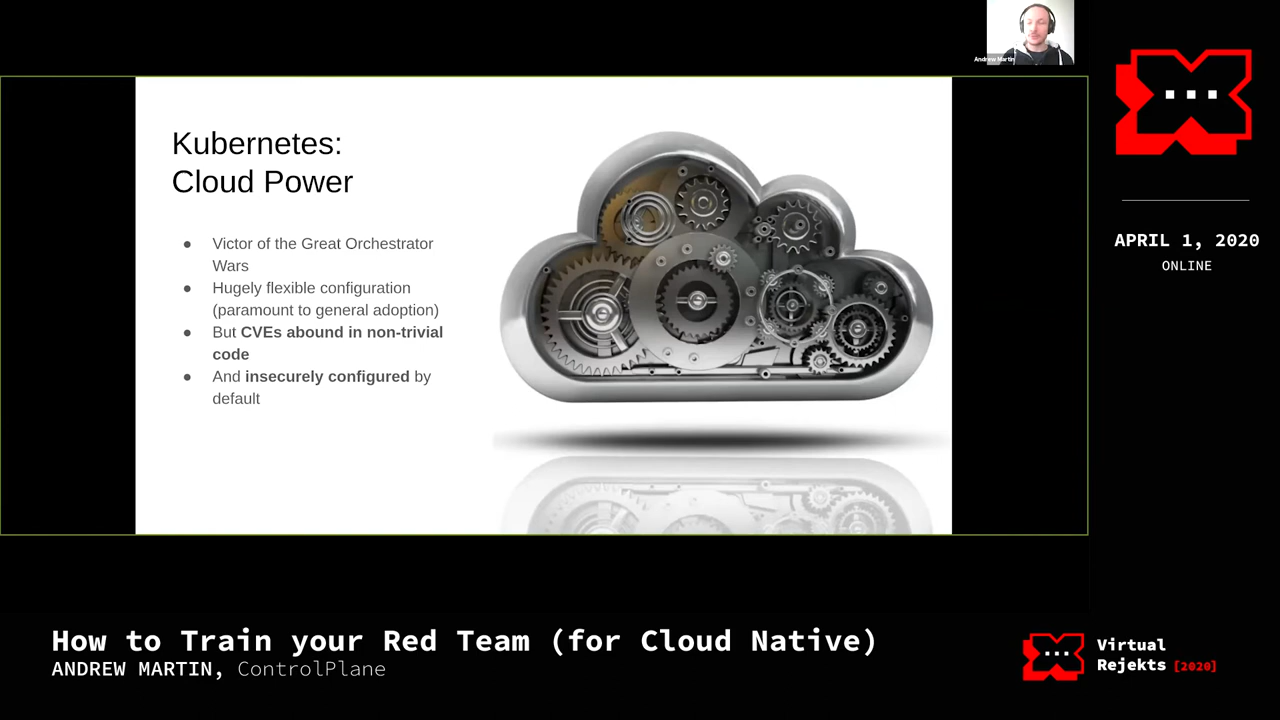 Andrew Martin
Kubernetes:
Cloud Power
● Victor of the Great Orchestrator
Wars
● Hugely flexible configuration
(paramount to general adoption)
● But CVEs abound in non-trivial
code
● And insecurely configured by
default
APRIL 1, 2020
ONLINE
How to Train your Red Team (for Cloud Native)
ANDREW MARTIN, ControlPlane
Virtual
Rejekts [2020]